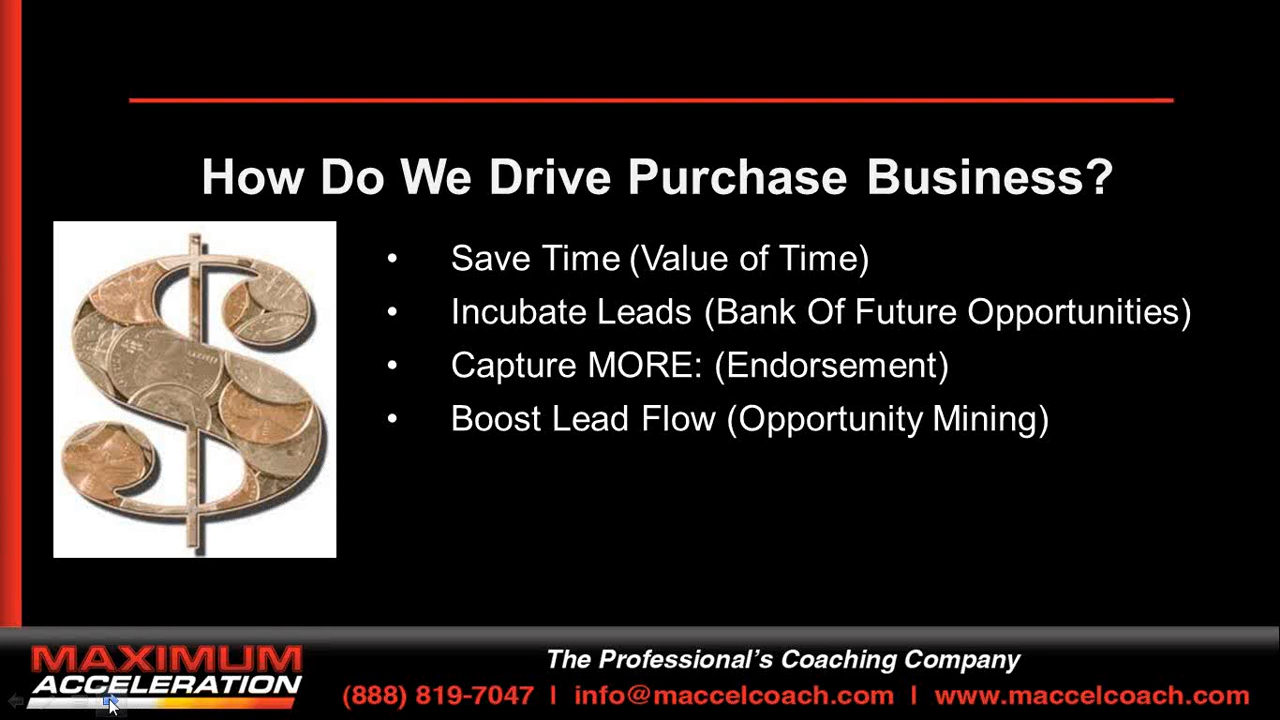 How Do We Drive Purchase Business?
• Save Time (Value of Time)
• Incubate Leads (Bank Of Future Opportunities)
• Capture MORE: (Endorsement)
• Boost Lead Flow (Opportunity Mining)
MAXIMUM
ACCELERATION
The Professional's Coaching Company
(888) 819-7047 | info@maccelcoach.com | www.maccelcoach.com